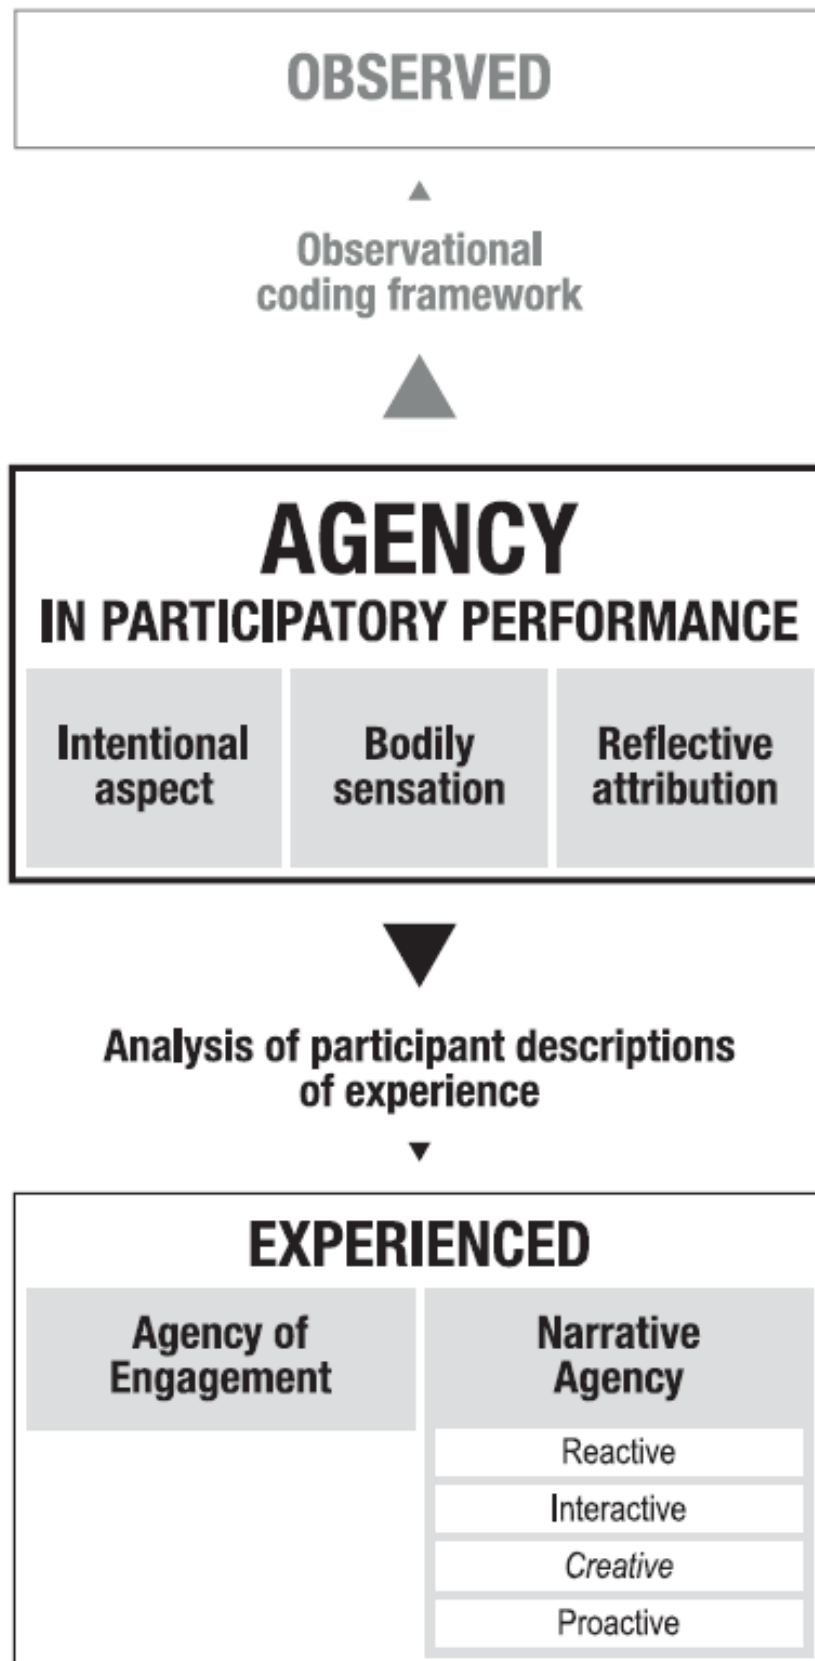 OBSERVED
Observational
coding framework
AGENCY
IN PARTICIPATORY PERFORMANCE
Intentional
aspect
Bodily
sensation
Reflective
attribution
Analysis of participant descriptions
of experience
EXPERIENCED
Agency of
Engagement
Narrative
Agency
Reactive
Interactive
Creative
Proactive